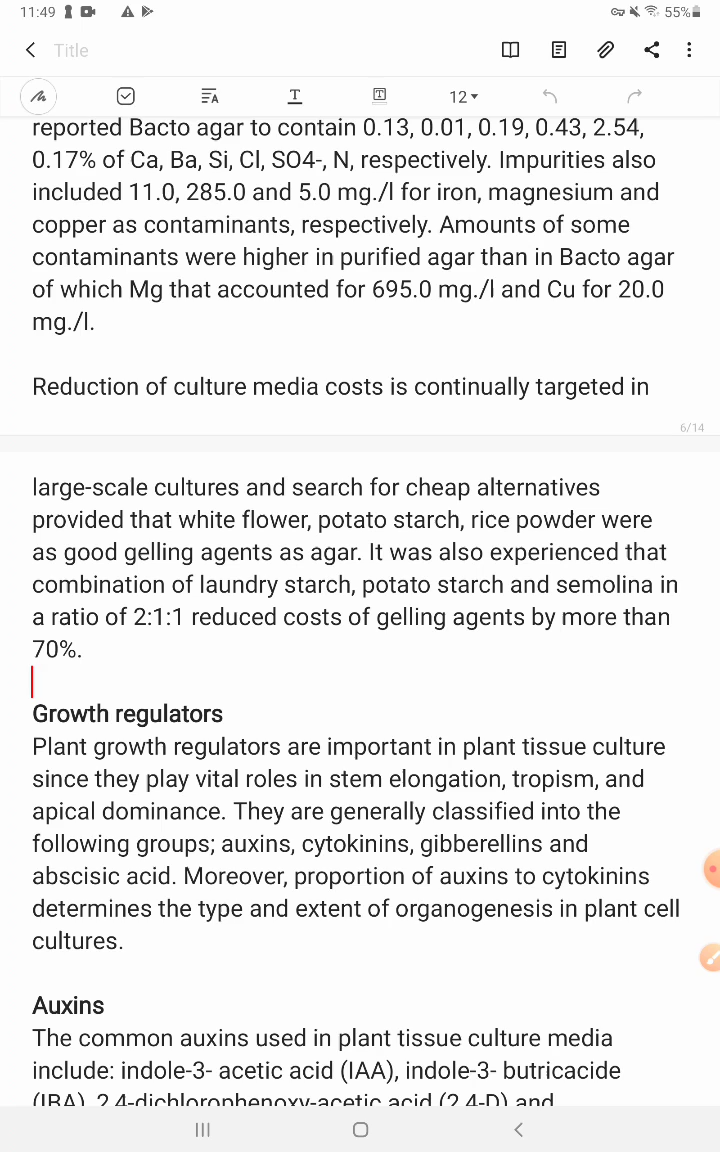 11:49
55%
Title
12
reported Bacto agar to contain 0.13, 0.01, 0.19, 0.43, 2.54,
0.17% of Ca, Ba, Si, Cl, SO4-, N, respectively. Impurities also
included 11.0, 285.0 and 5.0 mg./l for iron, magnesium and
copper as contaminants, respectively. Amounts of some
contaminants were higher in purified agar than in Bacto agar
of which Mg that accounted for 695.0 mg./l and Cu for 20.0
mg./l.
Reduction of culture media costs is continually targeted in
6/14
large-scale cultures and search for cheap alternatives
provided that white flower, potato starch, rice powder were
as good gelling agents as agar. It was also experienced that
combination of laundry starch, potato starch and semolina in
a ratio of 2:1:1 reduced costs of gelling agents by more than
70%.
Growth regulators
Plant growth regulators are important in plant tissue culture
since they play vital roles in stem elongation, tropism, and
apical dominance. They are generally classified into the
following groups; auxins, cytokinins, gibberellins and
abscisic acid. Moreover, proportion of auxins to cytokinins
determines the type and extent of organogenesis in plant cell
cultures.
Auxins
The common auxins used in plant tissue culture media
include: indole-3- acetic acid (IAA), indole-3- butricacide
(IBA), 2,4-dichlorophenoxy-acetic acid (2,4-D) and